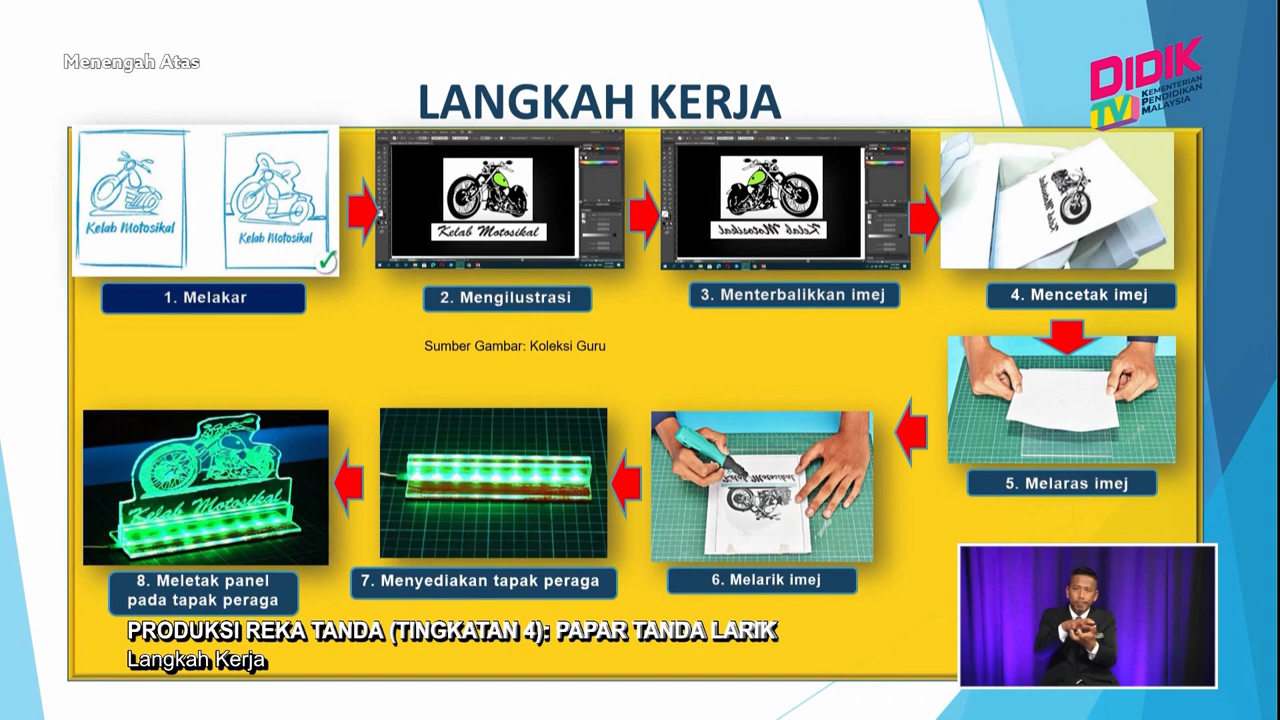 Menengah Atas
DIDIK
TV
KEMENTERIAN
PENDIDIKAN
MALAYSIA
LANGKAH KERJA
Kelab Motosikal
Kelab Motosikal
Kelab Motosikal
Kelab Motosikal
1. Melakar
2. Mengilustrasi
3. Menterbalikkan imej
4. Mencetak imej
Sumber Gambar: Koleksi Guru
5. Melaras imej
Kelab Motosikal
8. Meletak panel
pada tapak peraga
7. Menyediakan tapak peraga
6. Melarik imej
PRODUKSI REKA TANDA (TINGKATAN 4): PAPAR TANDA LARIK
Langkah Kerja